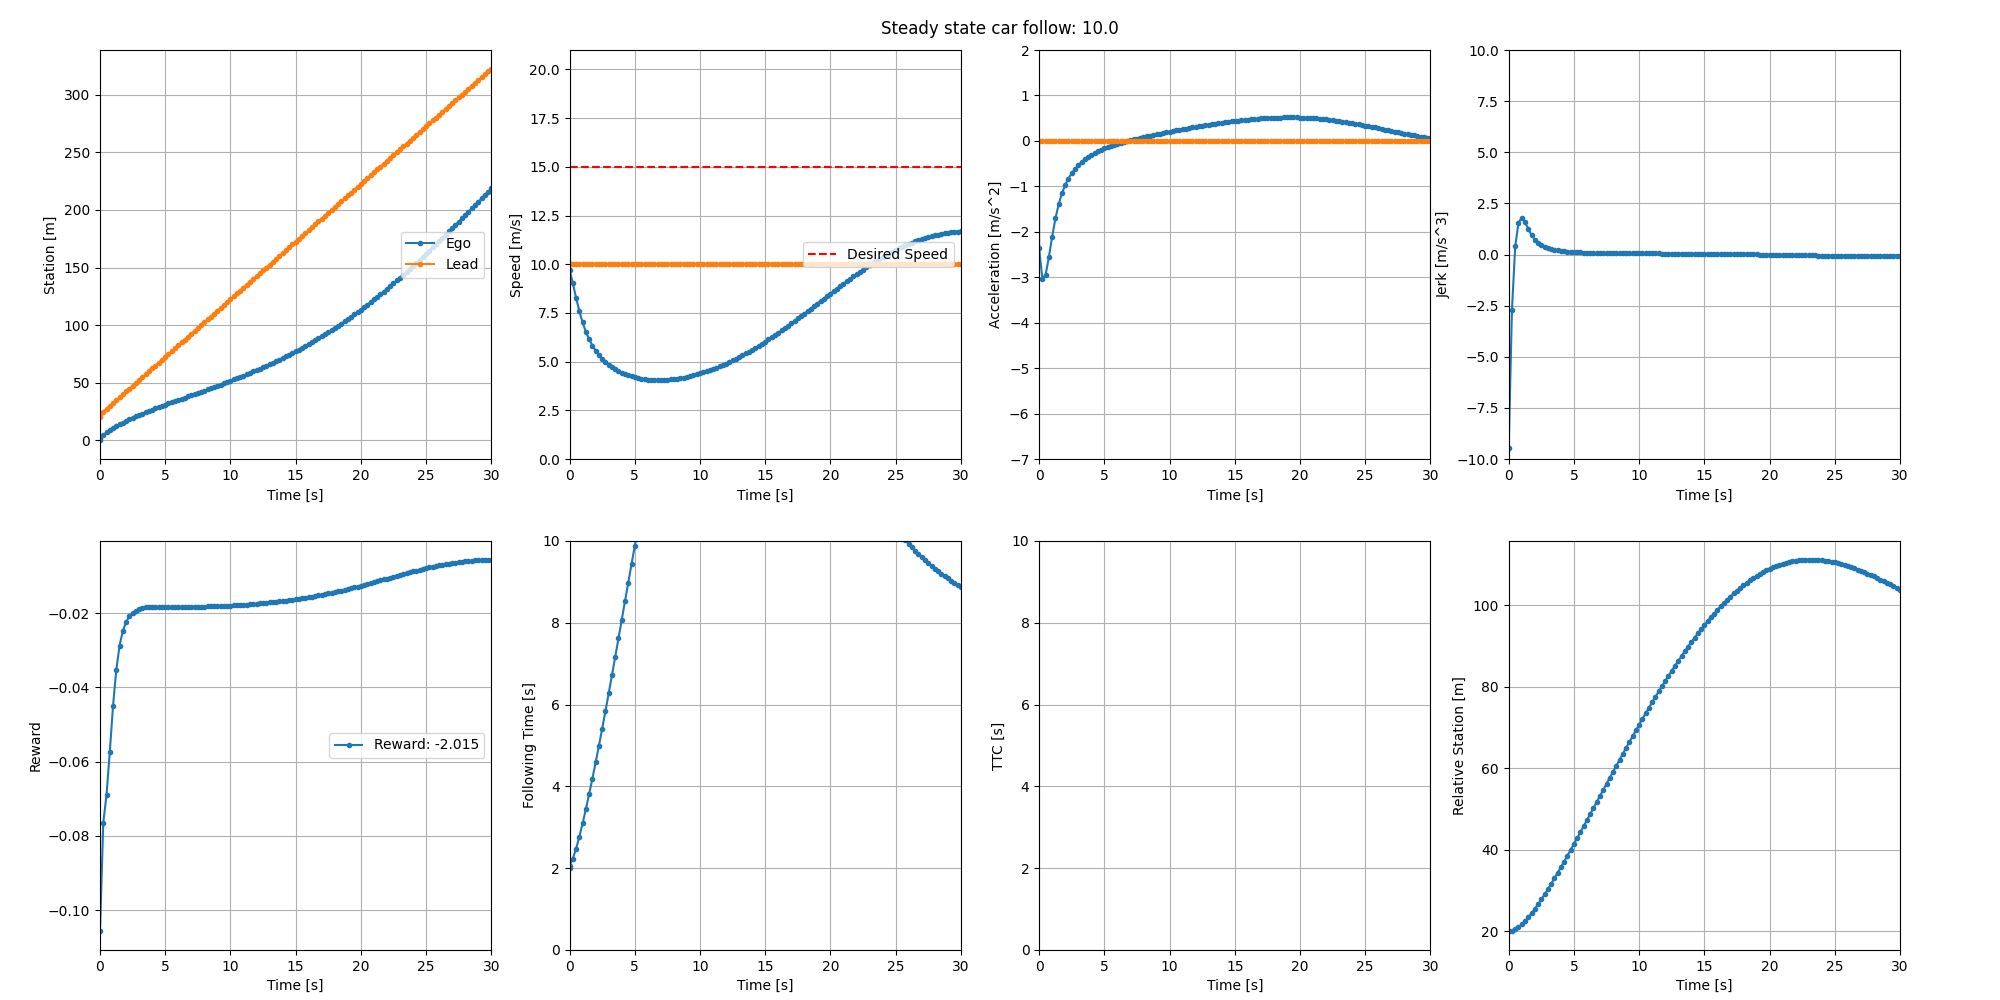 Steady state car follow: 10.0
Station [m]
300
250
200
150
100
50
0
Ego
Lead
0 5 10 15 20 25 30
Time [s]
Speed [m/s]
20.0
17.5
15.0
12.5
10.0
7.5
5.0
2.5
0.0
Desired Speed
0 5 10 15 20 25 30
Time [s]
Acceleration [m/s^2]
2
1
0
−1
−2
−3
−4
−5
−6
−7
0 5 10 15 20 25 30
Time [s]
Jerk [m/s^3]
10.0
7.5
5.0
2.5
0.0
−2.5
−5.0
−7.5
−10.0
0 5 10 15 20 25 30
Time [s]
Reward
−0.02
−0.04
−0.06
−0.08
−0.10
Reward: -2.015
0 5 10 15 20 25 30
Time [s]
Following Time [s]
10
8
6
4
2
0
0 5 10 15 20 25 30
Time [s]
TTC [s]
10
8
6
4
2
0
0 5 10 15 20 25 30
Time [s]
Relative Station [m]
100
80
60
40
20
0 5 10 15 20 25 30
Time [s]